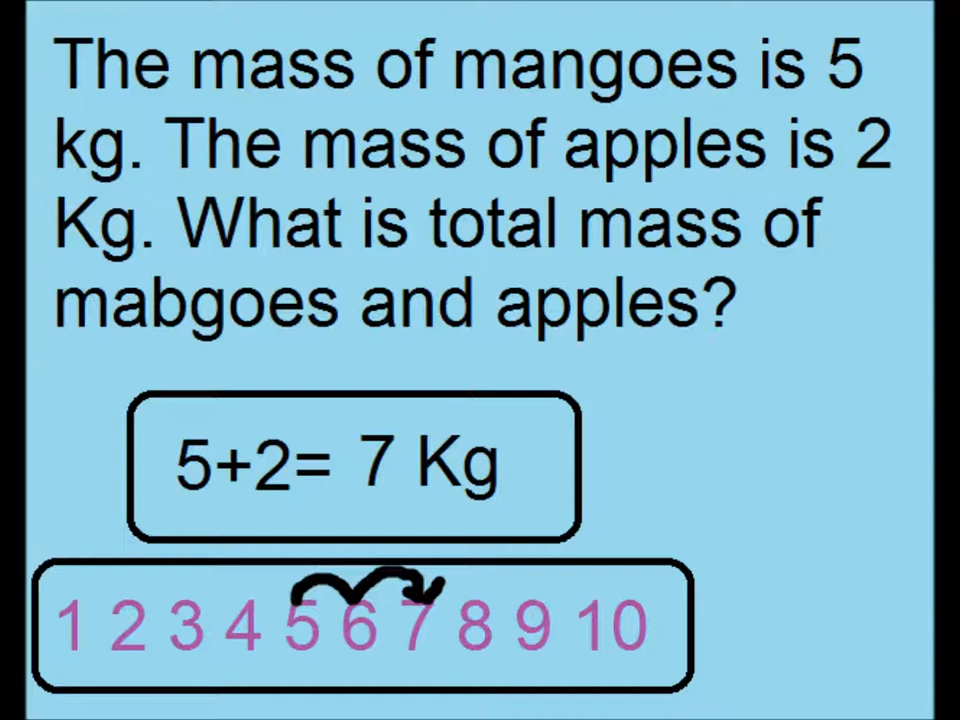 The mass of mangoes is 5
kg. The mass of apples is 2
Kg. What is total mass of
mabgoes and apples?
5+2= 7 Kg
1 2 3 4 5 6 7 8 9 10